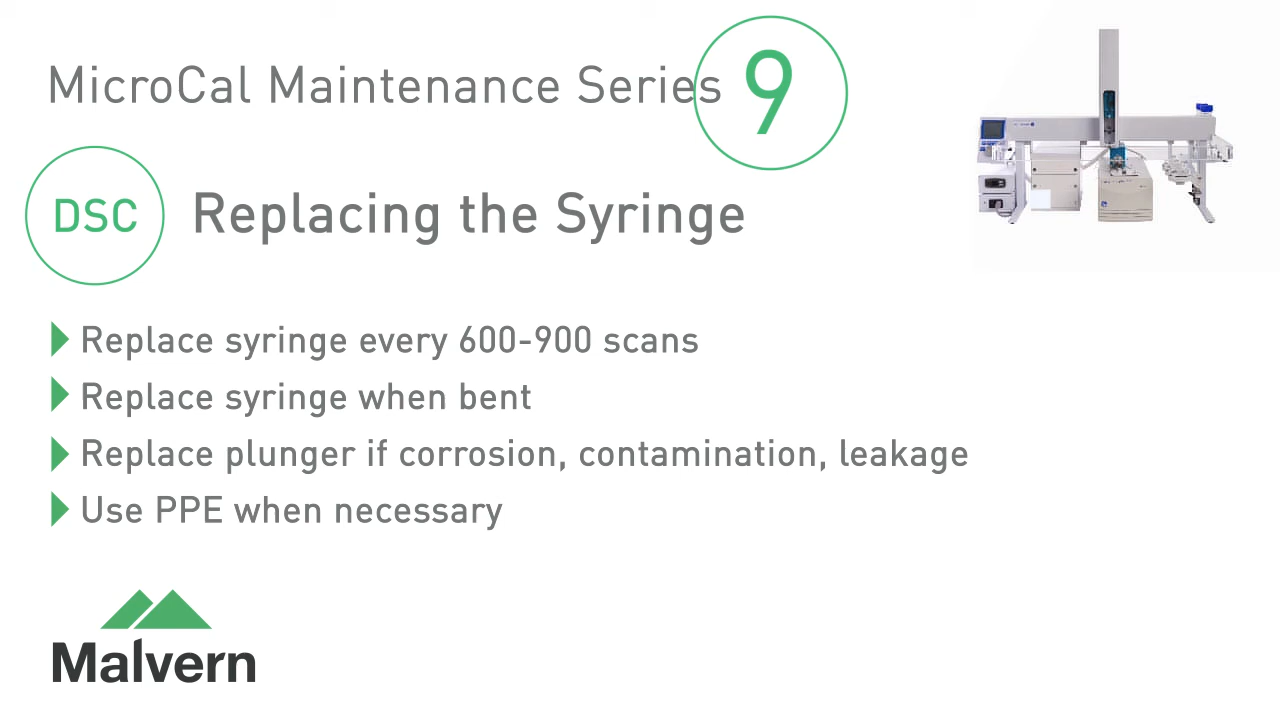 MicroCal Maintenance Series 9
DSC Replacing the Syringe
Replace syringe every 600-900 scans
Replace syringe when bent
Replace plunger if corrosion, contamination, leakage
Use PPE when necessary
Malvern